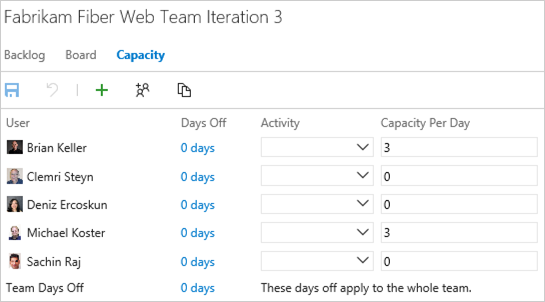 Fabrikam Fiber Web Team Iteration 3
Backlog Board Capacity
User Days Off Activity Capacity Per Day
Brian Keller 0 days 3
Clemri Steyn 0 days 0
Deniz Ercoskun 0 days 0
Michael Koster 0 days 3
Sachin Raj 0 days 0
Team Days Off 0 days These days off apply to the whole team.